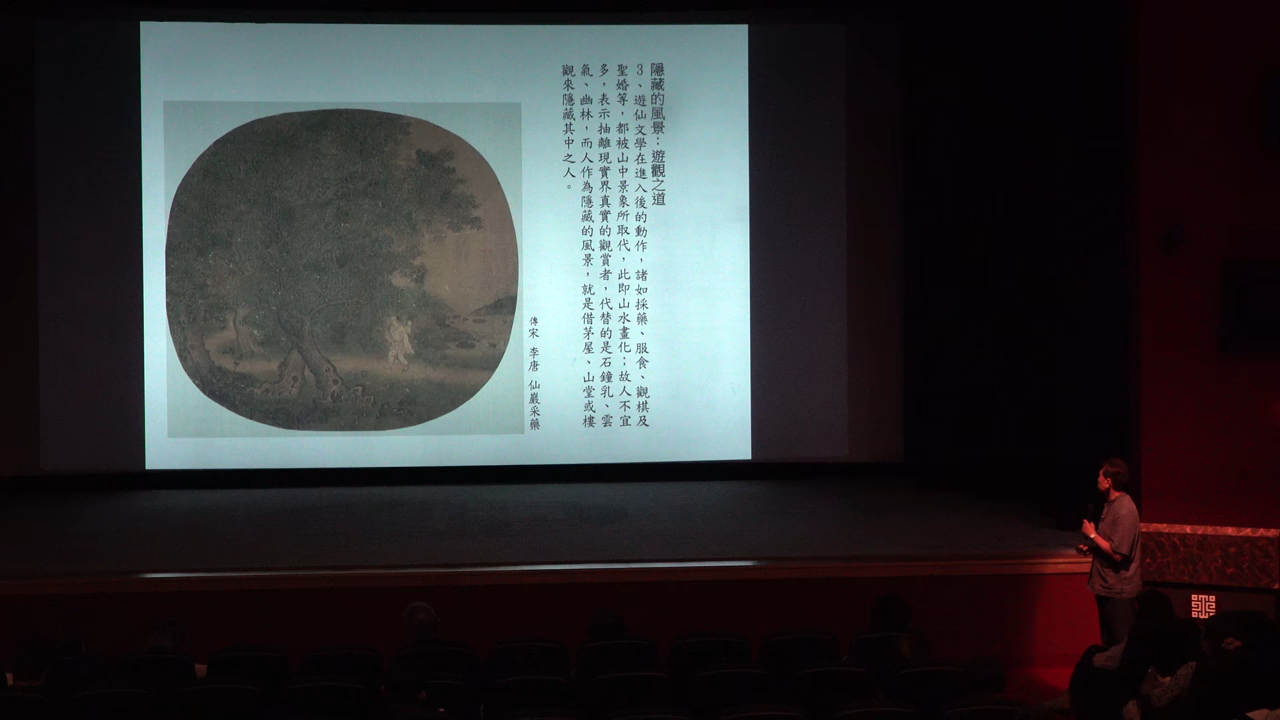 隱藏的風景：遊觀之道
3、遊仙文學在進入後的動作，諸如採藥、服食、觀棋及
聖婚等，都被山中景象所取代，此即山水畫化；故人不宜
多，表示抽離現實界真實的觀賞者，代替的是石鐘乳、雲
氣、幽林，而人作為隱藏的風景，就是借茅屋、山堂或樓
觀來隱藏其中之人。
傳宋 李唐 仙巖采藥